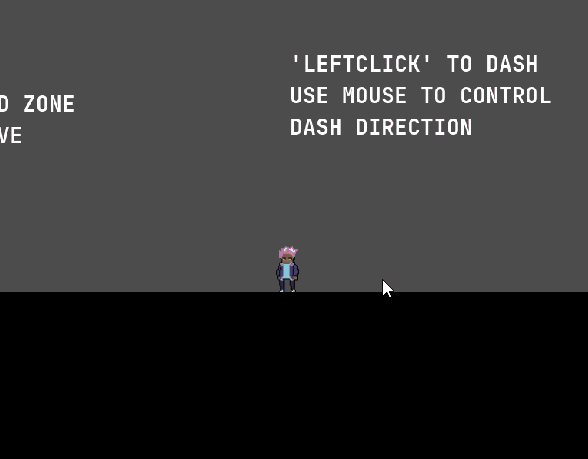 D ZONE
VE
'LEFTCLICK' TO DASH
USE MOUSE TO CONTROL
DASH DIRECTION